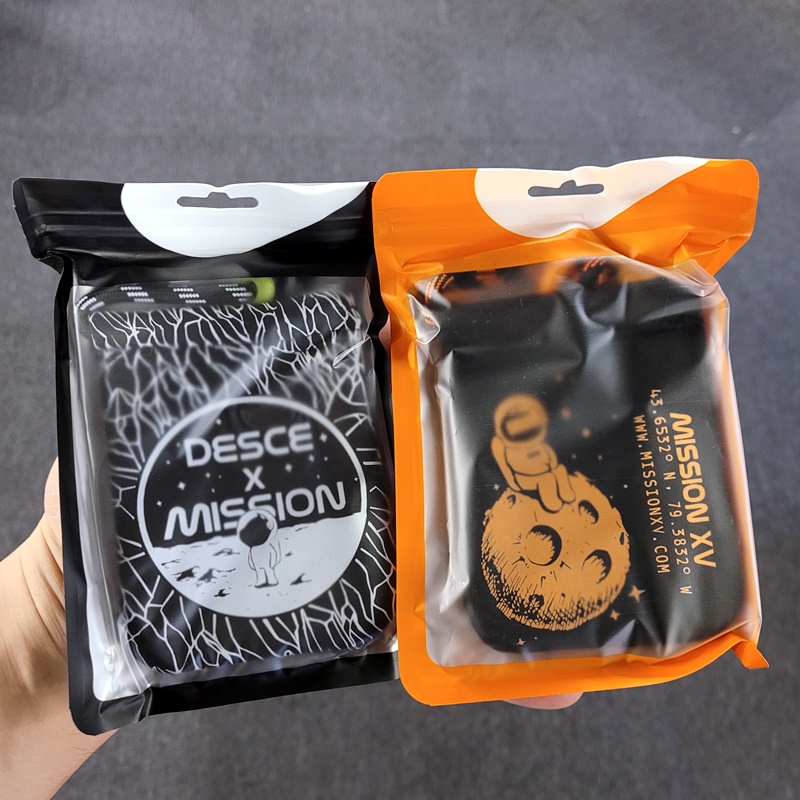 DESCE
X
MISSION
MISSION XV
43.6532° N, 79.3832° W
WWW.MISSIONXV.COM